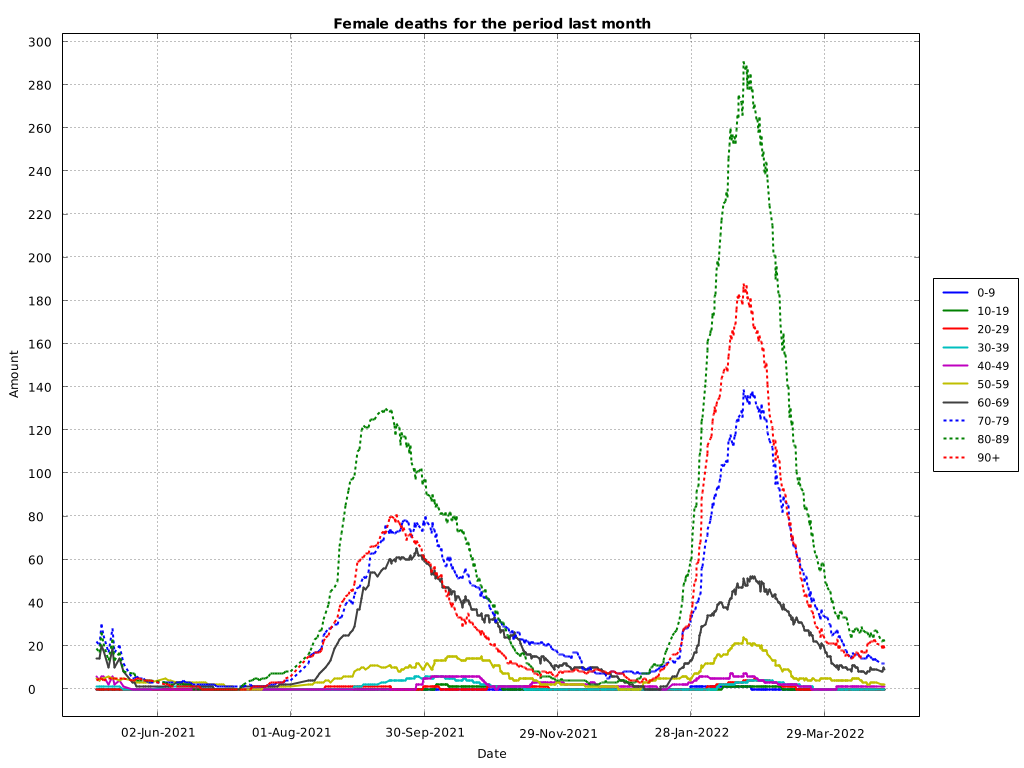 Female deaths for the period last month
300
280
260
240
220
200
180
160
140
120
100
80
60
40
20
0
Amount
02-Jun-2021
01-Aug-2021
30-Sep-2021
29-Nov-2021
28-Jan-2022
29-Mar-2022
Date
0-9
10-19
20-29
30-39
40-49
50-59
60-69
70-79
80-89
90+